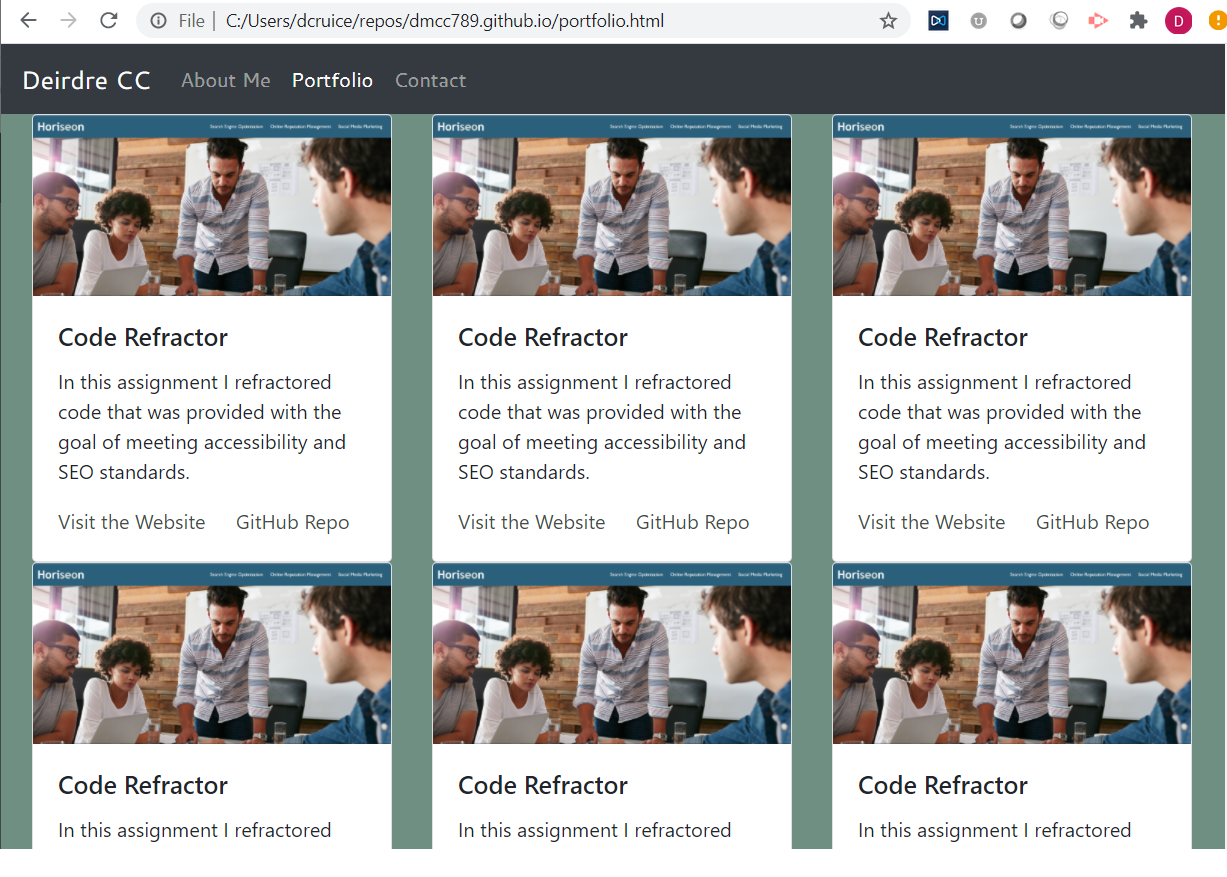 File | C:/Users/dcruice/repos/dmcc789.github.io/portfolio.html
D
Deirdre CC About Me Portfolio Contact
Horiseon Search Engine Optimization Online Reputation Management Social Media Marketing
Horiseon Search Engine Optimization Online Reputation Management Social Media Marketing
Horiseon Search Engine Optimization Online Reputation Management Social Media Marketing
Code Refractor
In this assignment I refractored
code that was provided with the
goal of meeting accessibility and
SEO standards.
Visit the Website GitHub Repo
Code Refractor
In this assignment I refractored
code that was provided with the
goal of meeting accessibility and
SEO standards.
Visit the Website GitHub Repo
Code Refractor
In this assignment I refractored
code that was provided with the
goal of meeting accessibility and
SEO standards.
Visit the Website GitHub Repo
Horiseon Search Engine Optimization Online Reputation Management Social Media Marketing
Horiseon Search Engine Optimization Online Reputation Management Social Media Marketing
Horiseon Search Engine Optimization Online Reputation Management Social Media Marketing
Code Refractor
In this assignment I refractored
Code Refractor
In this assignment I refractored
Code Refractor
In this assignment I refractored